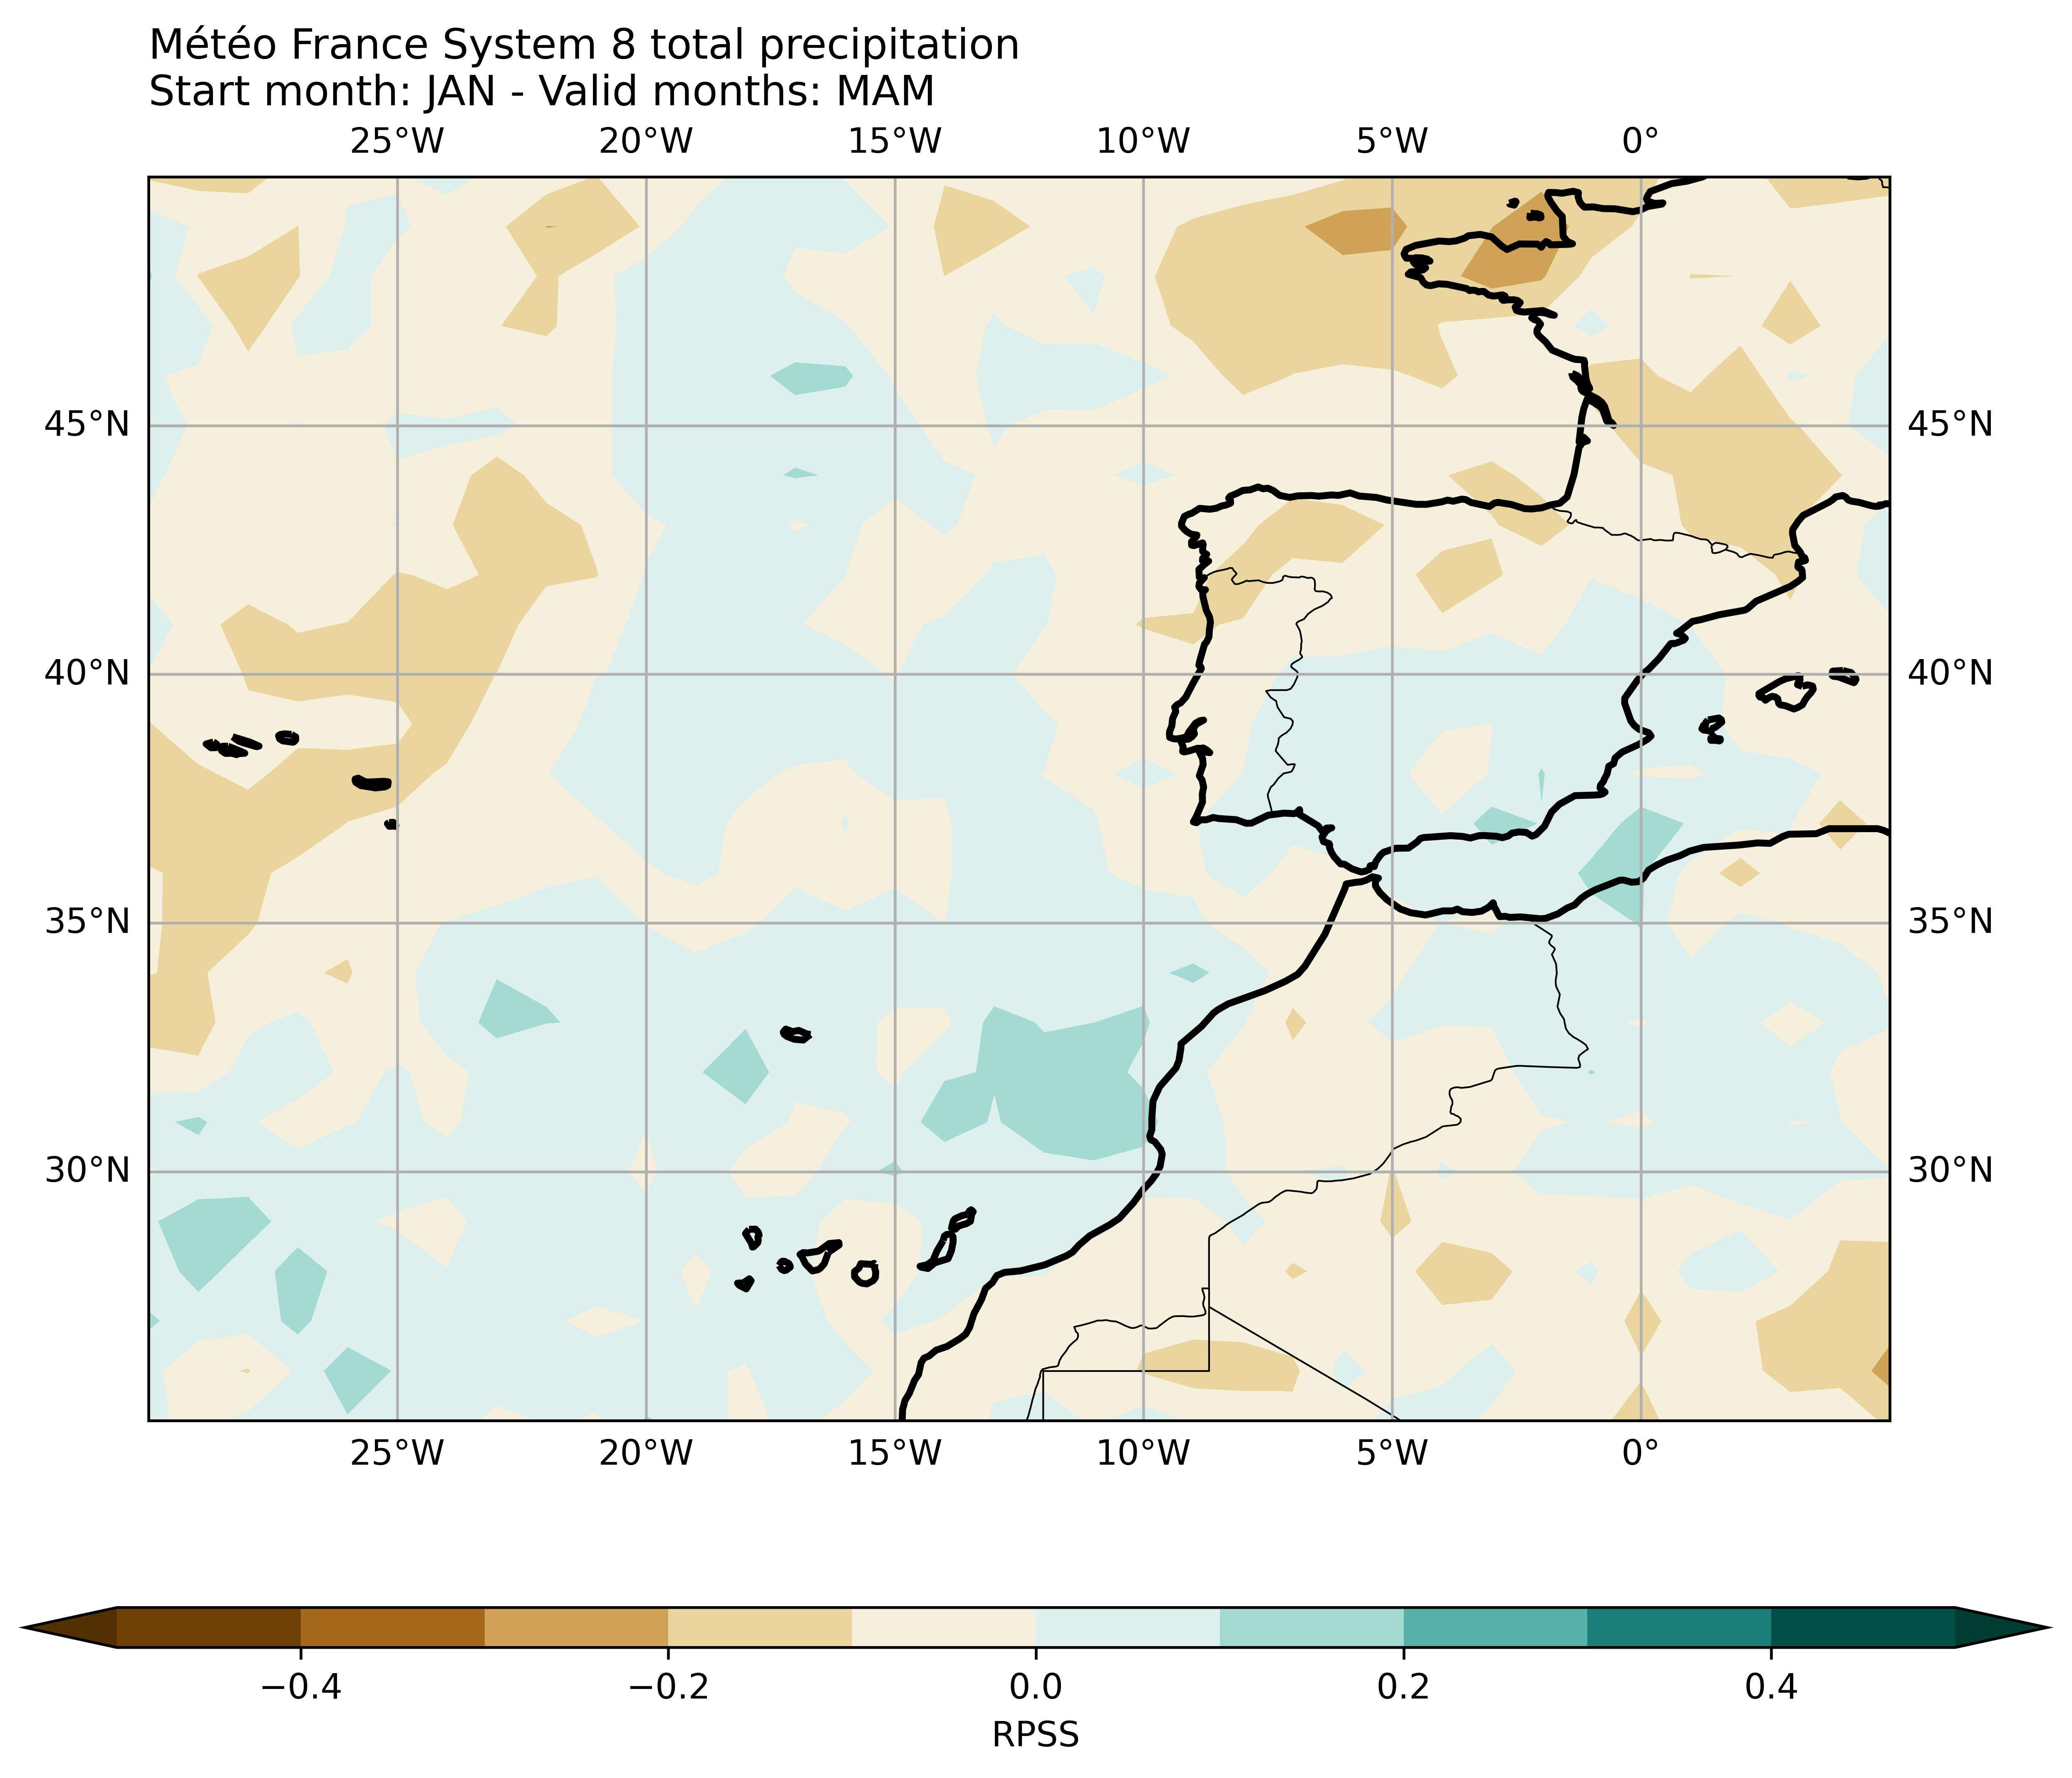 Météo France System 8 total precipitation
Start month: JAN - Valid months: MAM
25°W 20°W 15°W 10°W 5°W 0°
45°N 45°N
40°N 40°N
35°N 35°N
30°N 30°N
25°W 20°W 15°W 10°W 5°W 0°
−0.4 −0.2 0.0 0.2 0.4
RPSS